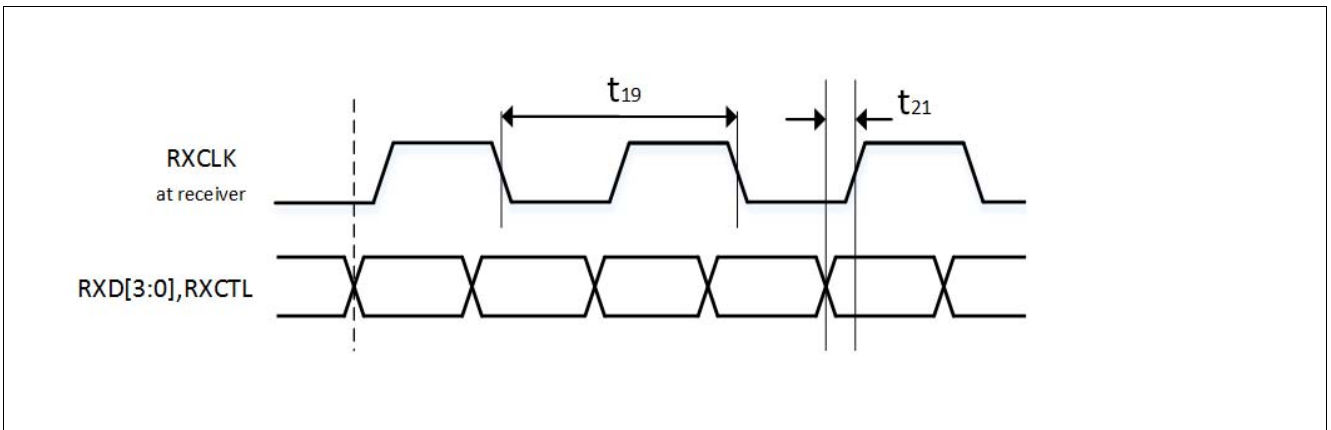 t19
t21
RXCLK
at receiver
RXD[3:0],RXCTL